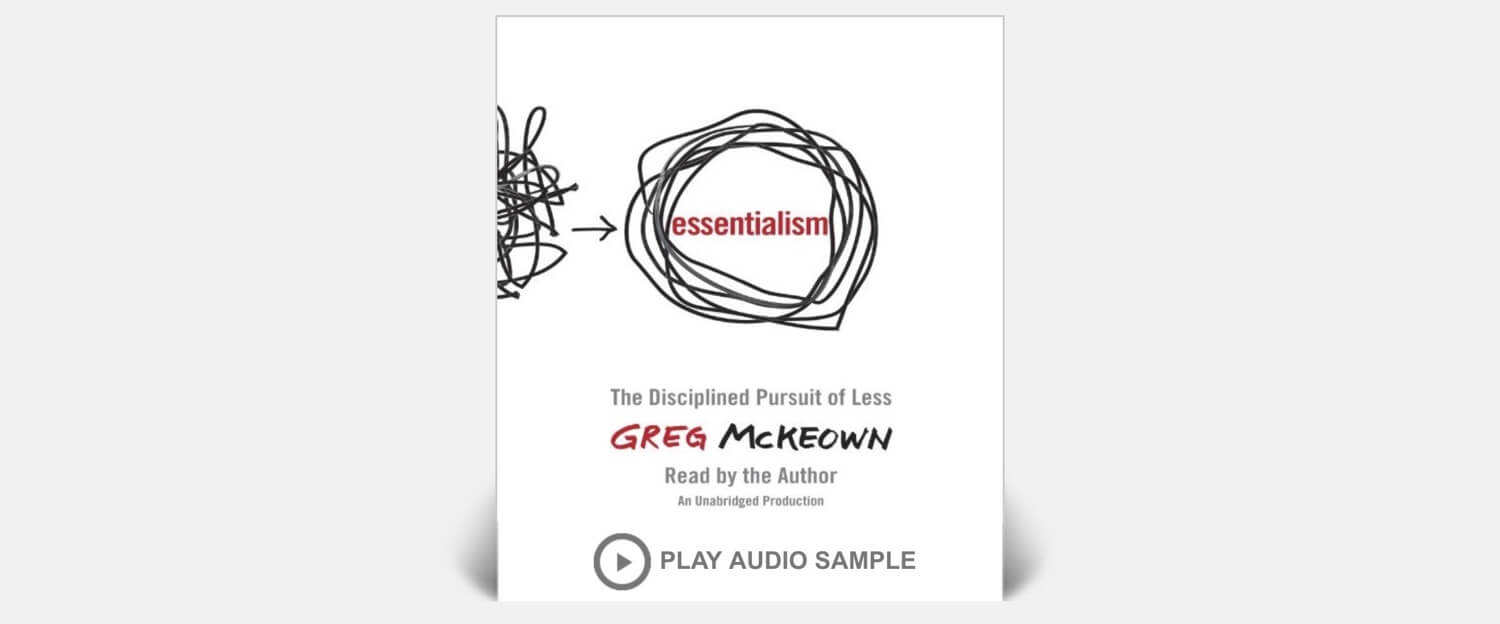 essentialism
The Disciplined Pursuit of Less
GREG McKEOWN
Read by the Author
An Unabridged Production
PLAY AUDIO SAMPLE